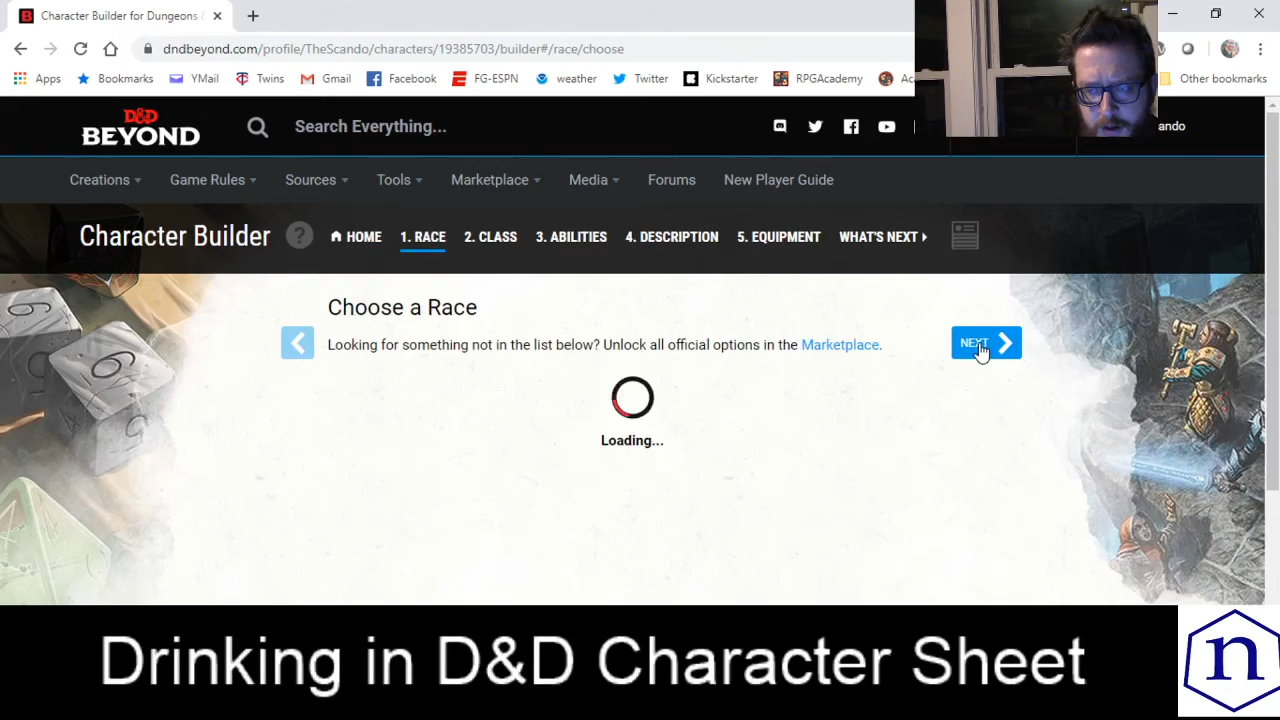 Character Builder for Dungeons
dndbeyond.com/profile/TheScando/characters/19385703/builder#/race/choose
Apps Bookmarks YMail Twins Gmail Facebook FG-ESPN weather Twitter Kickstarter RPGAcademy Other bookmarks
D&D
BEYOND
Search Everything...
ando
Creations Game Rules Sources Tools Marketplace Media Forums New Player Guide
Character Builder ? HOME 1. RACE 2. CLASS 3. ABILITIES 4. DESCRIPTION 5. EQUIPMENT WHAT'S NEXT
Choose a Race
Looking for something not in the list below? Unlock all official options in the Marketplace.
NEXT
Loading...
Drinking in D&D Character Sheet
n